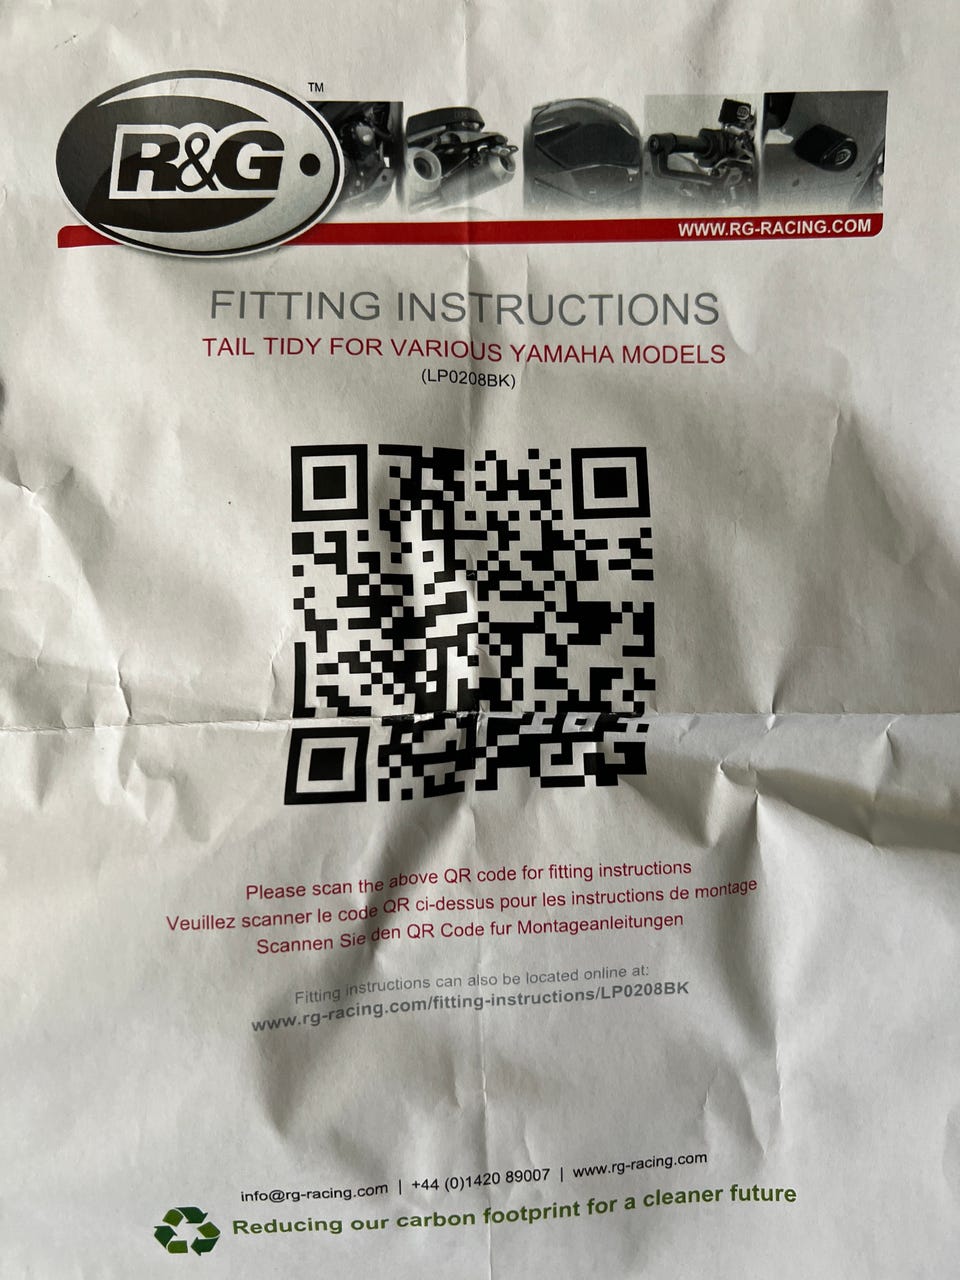 R&G
™
WWW.RG-RACING.COM
FITTING INSTRUCTIONS
TAIL TIDY FOR VARIOUS YAMAHA MODELS
(LP0208BK)
Please scan the above QR code for fitting instructions
Veuillez scanner le code QR ci-dessus pour les instructions de montage
Scannen Sie den QR Code fur Montageanleitungen
Fitting instructions can also be located online at:
www.rg-racing.com/fitting-instructions/LP0208BK
info@rg-racing.com | +44 (0)1420 89007 | www.rg-racing.com
Reducing our carbon footprint for a cleaner future